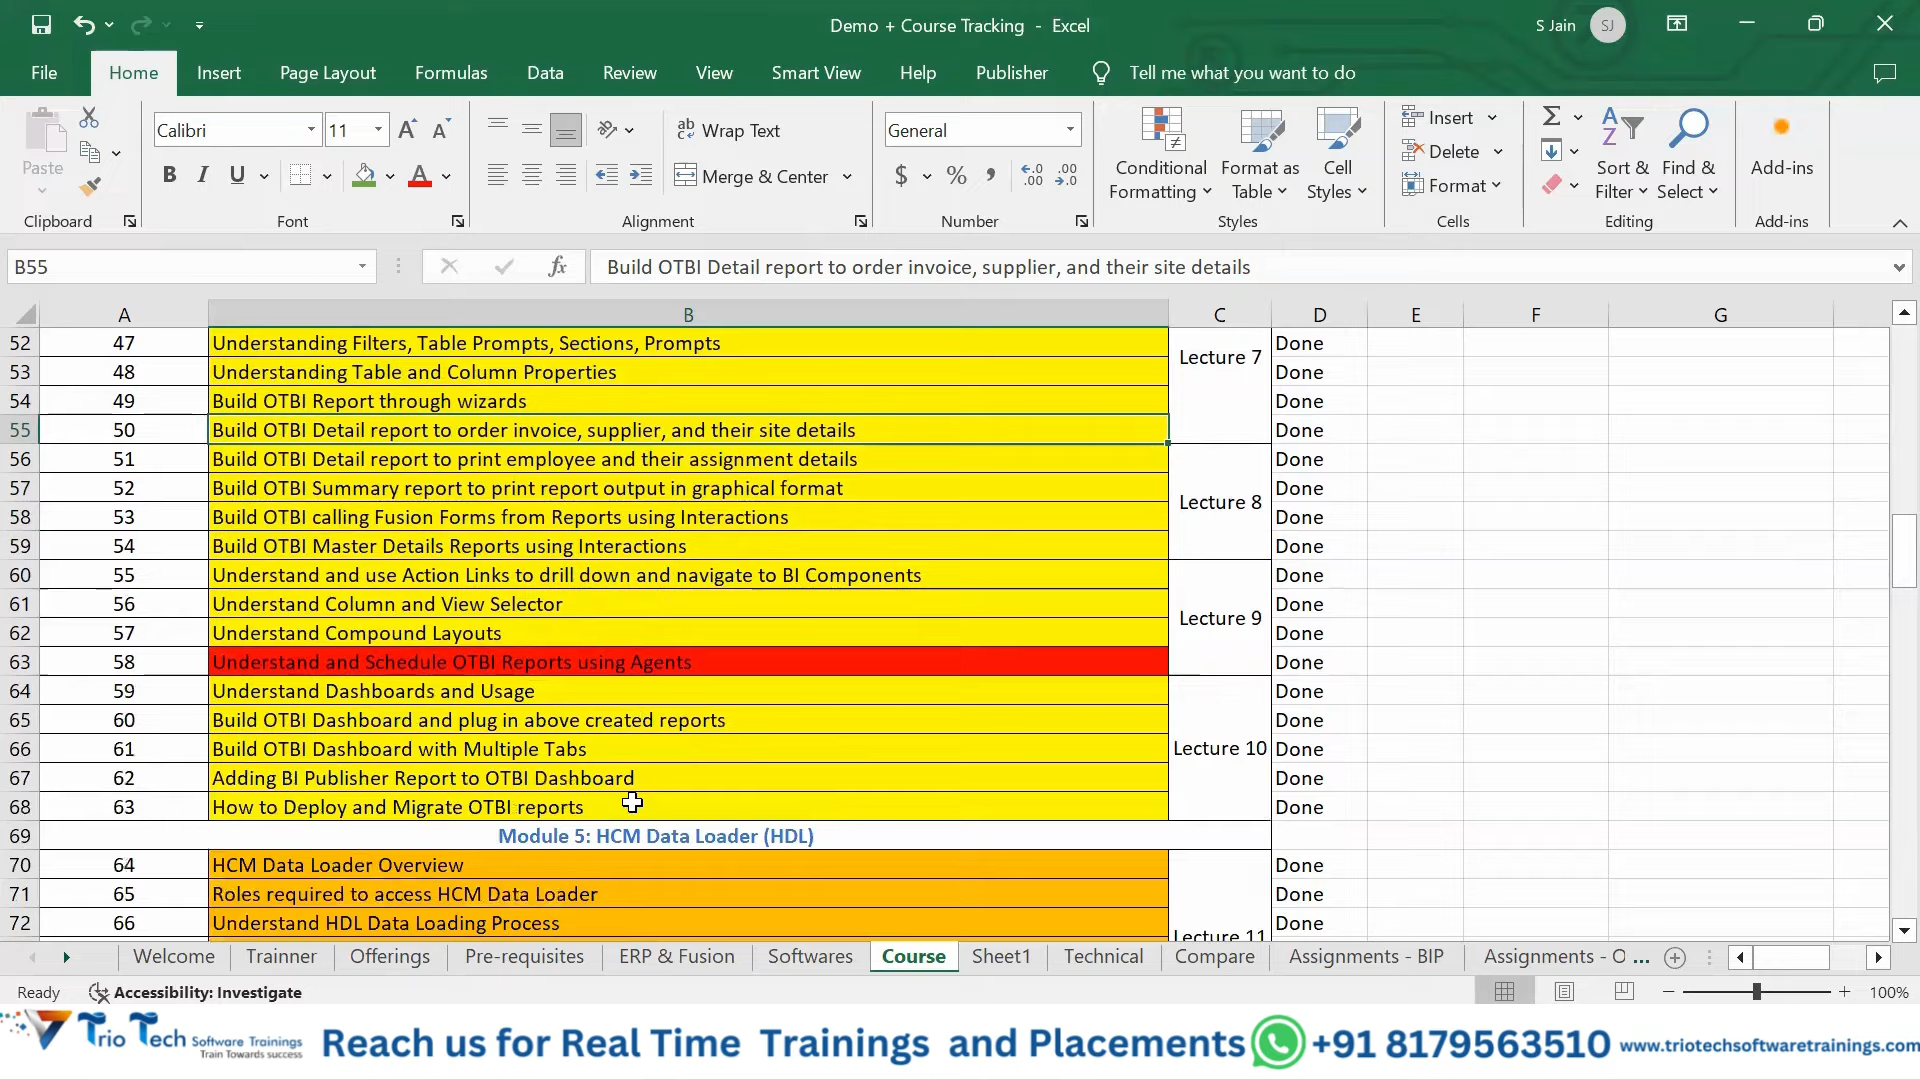 Demo + Course Tracking - Excel
S Jain SJ
File Home Insert Page Layout Formulas Data Review View Smart View Help Publisher Tell me what you want to do
Paste
Calibri 11 A A
B I U A
ab Wrap Text
Merge & Center
General
$ % , .00 .00
Conditional Formatting
Format as Table
Cell Styles
Insert
Delete
Format
Sort & Filter
Find & Select
Add-ins
Clipboard Font Alignment Number Styles Cells Editing Add-ins
B55 fx Build OTBI Detail report to order invoice, supplier, and their site details
A B C D E F G
52 47 Understanding Filters, Table Prompts, Sections, Prompts Lecture 7 Done
53 48 Understanding Table and Column Properties Done
54 49 Build OTBI Report through wizards Done
55 50 Build OTBI Detail report to order invoice, supplier, and their site details Done
56 51 Build OTBI Detail report to print employee and their assignment details Done
57 52 Build OTBI Summary report to print report output in graphical format Lecture 8 Done
58 53 Build OTBI calling Fusion Forms from Reports using Interactions Done
59 54 Build OTBI Master Details Reports using Interactions Done
60 55 Understand and use Action Links to drill down and navigate to BI Components Done
61 56 Understand Column and View Selector Lecture 9 Done
62 57 Understand Compound Layouts Done
63 58 Understand and Schedule OTBI Reports using Agents Done
64 59 Understand Dashboards and Usage Done
65 60 Build OTBI Dashboard and plug in above created reports Done
66 61 Build OTBI Dashboard with Multiple Tabs Lecture 10 Done
67 62 Adding BI Publisher Report to OTBI Dashboard Done
68 63 How to Deploy and Migrate OTBI reports Done
69 Module 5: HCM Data Loader (HDL)
70 64 HCM Data Loader Overview Done
71 65 Roles required to access HCM Data Loader Done
72 66 Understand HDL Data Loading Process Lecture 11 Done
Welcome Trainner Offerings Pre-requisites ERP & Fusion Softwares Course Sheet1 Technical Compare Assignments - BIP Assignments - O ...
Ready Accessibility: Investigate 100%
Trio Tech Software Trainings Train Towards success Reach us for Real Time Trainings and Placements +91 8179563510 www.triotechsoftwaretrainings.com